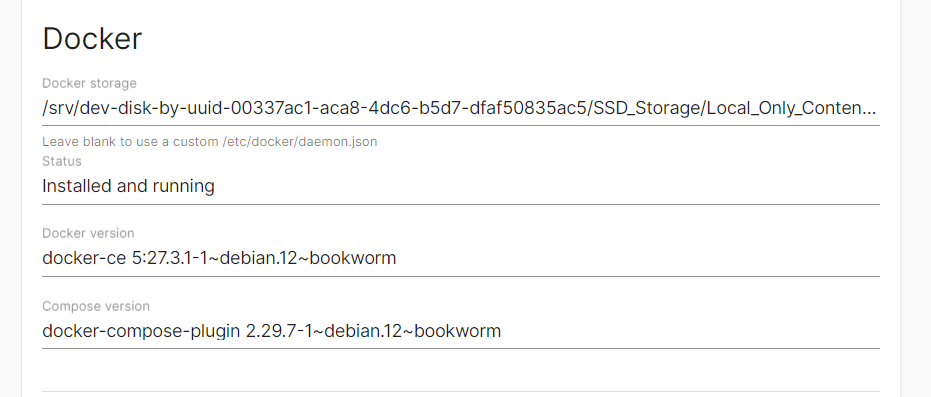 Docker
Docker storage
/srv/dev-disk-by-uuid-00337ac1-aca8-4dc6-b5d7-dfaf50835ac5/SSD_Storage/Local_Only_Conten...
Leave blank to use a custom /etc/docker/daemon.json
Status
Installed and running
Docker version
docker-ce 5:27.3.1-1~debian.12~bookworm
Compose version
docker-compose-plugin 2.29.7-1~debian.12~bookworm